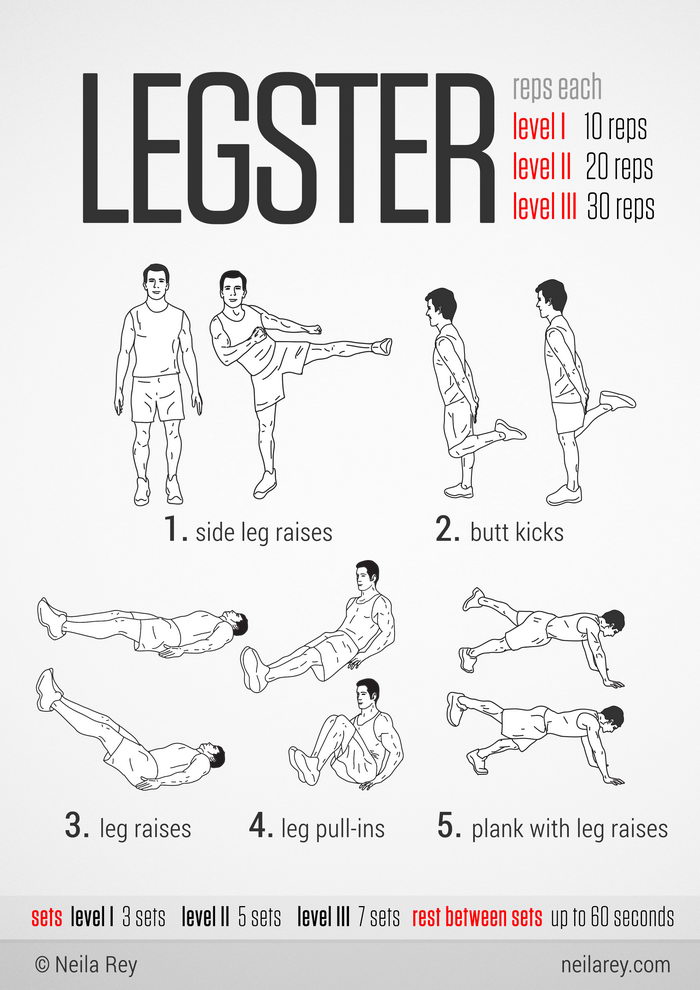 LEGSTER
reps each
level I 10 reps
level II 20 reps
level III 30 reps
1. side leg raises
2. butt kicks
3. leg raises
4. leg pull-ins
5. plank with leg raises
sets level I 3 sets level II 5 sets level III 7 sets rest between sets up to 60 seconds
© Neila Rey
neilarey.com